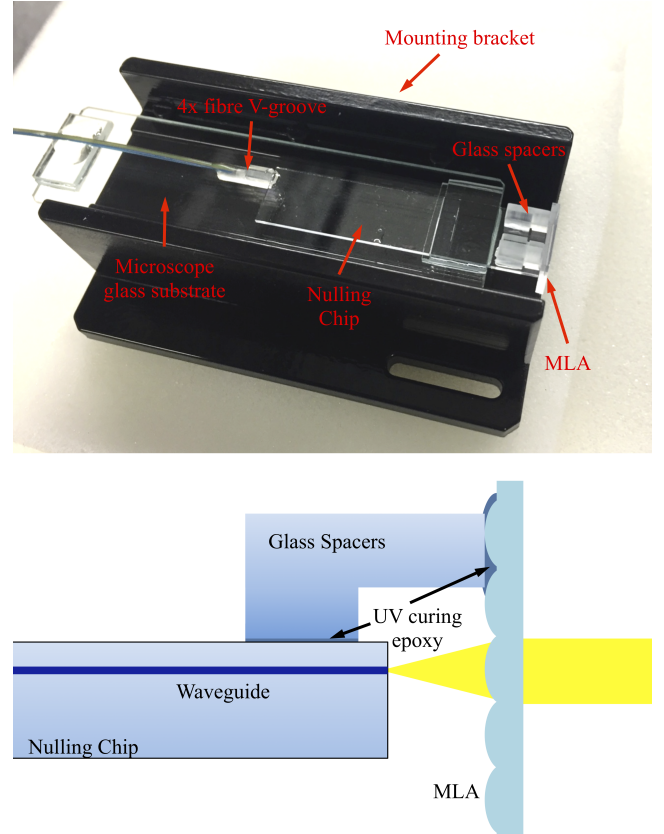 Mounting bracket
4x fibre V-groove
Glass spacers
Microscope
glass substrate
Nulling
Chip
MLA
Glass Spacers
UV curing
epoxy
Waveguide
Nulling Chip
MLA